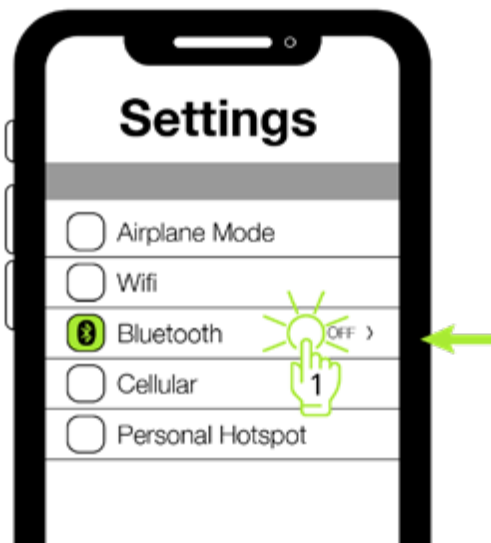 Settings
Airplane Mode
Wifi
Bluetooth OFF
1
Cellular
Personal Hotspot